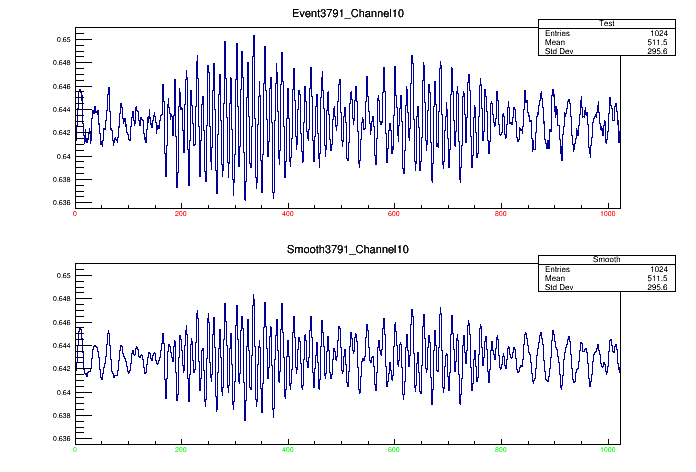 Event3791_Channel10
Test
Entries 1024
Mean 511.5
Std Dev 295.6
0.65
0.648
0.646
0.644
0.642
0.64
0.638
0.636
0 200 400 600 800 1000
Smooth3791_Channel10
Smooth
Entries 1024
Mean 511.5
Std Dev 295.6
0.65
0.648
0.646
0.644
0.642
0.64
0.638
0.636
0 200 400 600 800 1000